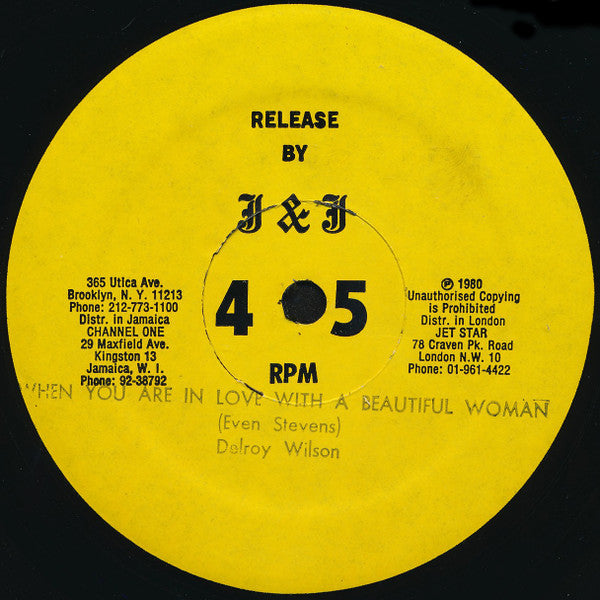 RELEASE
BY
J & J
365 Utica Ave.
Brooklyn, N. Y. 11213
Phone: 212-773-1100
Distr. in Jamaica
CHANNEL ONE
29 Maxfield Ave.
Kingston 13
Jamaica, W. I.
Phone: 92-38792
45
RPM
℗ 1980
Unauthorised Copying
is Prohibited
Distr. in London
JET STAR
78 Craven Pk. Road
London N.W. 10
Phone: 01-961-4422
WHEN YOU ARE IN LOVE WITH A BEAUTIFUL WOMAN
(Even Stevens)
Delroy Wilson